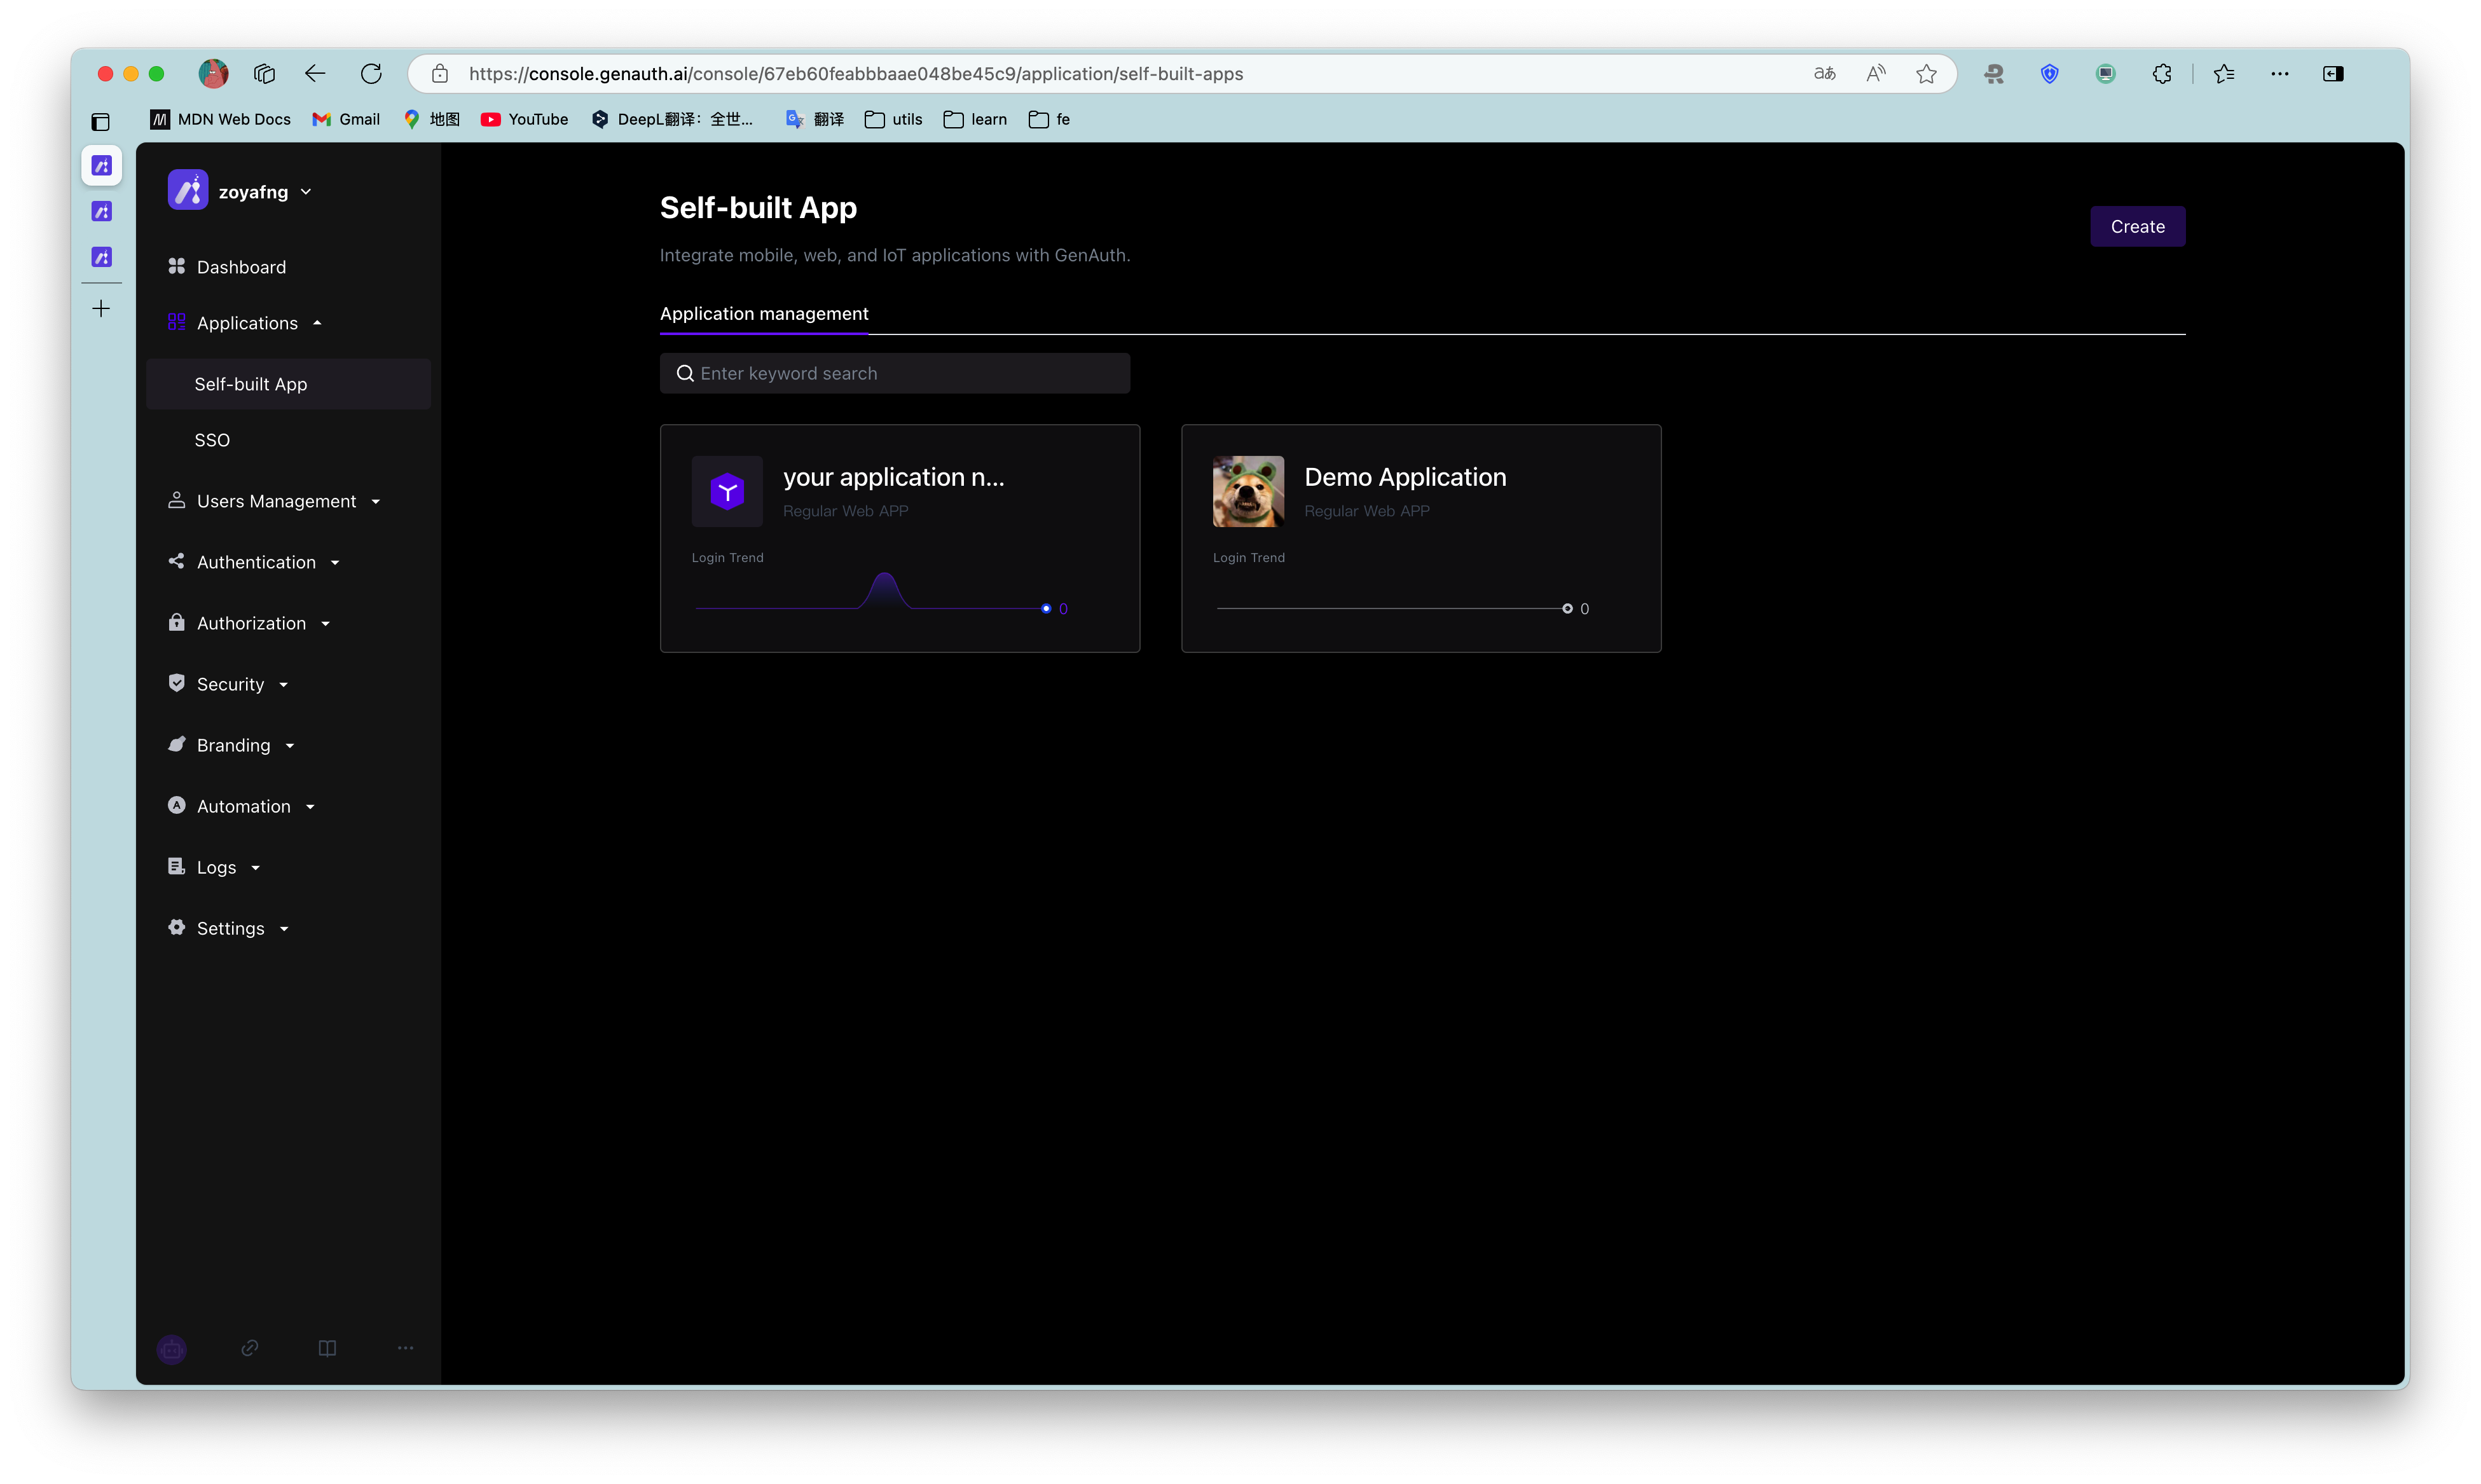 https://console.genauth.ai/console/67eb60feabbbaae048be45c9/application/self-built-apps
MDN Web Docs
Gmail
地图
YouTube
DeepL翻译：全世...
翻译
utils
learn
fe
zoyafng
Dashboard
Applications
Self-built App
SSO
Users Management
Authentication
Authorization
Security
Branding
Automation
Logs
Settings
Self-built App
Create
Integrate mobile, web, and IoT applications with GenAuth.
Application management
Enter keyword search
your application n...
Regular Web APP
Login Trend
0
Demo Application
Regular Web APP
Login Trend
0